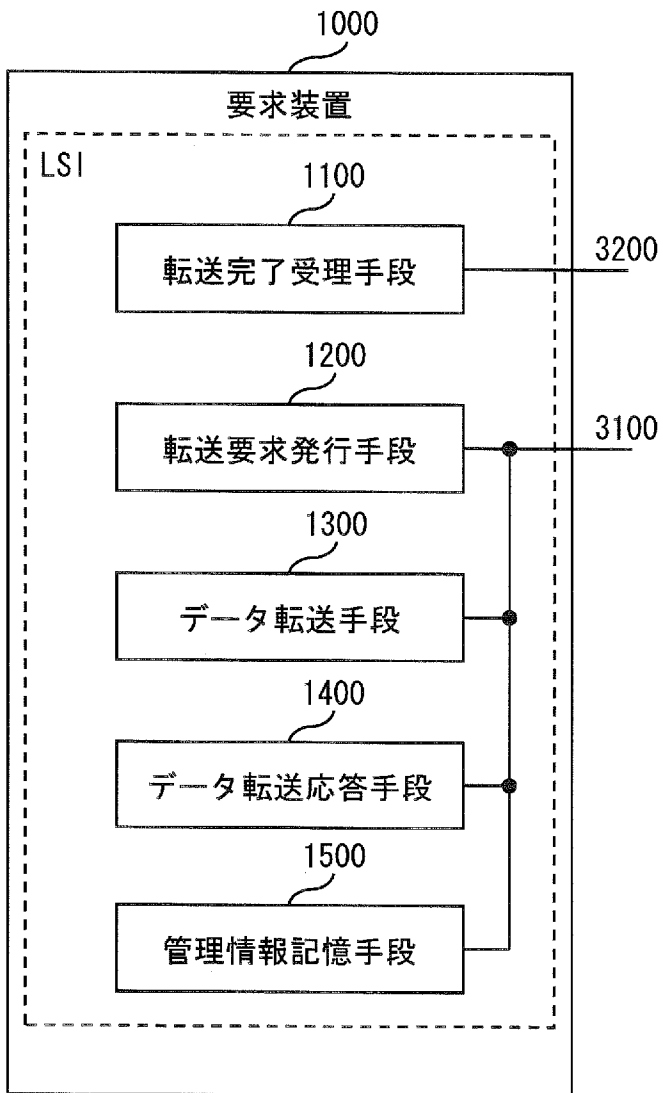 1000
要求装置
LSI
1100
転送完了受理手段
3200
1200
転送要求発行手段
3100
1300
データ転送手段
1400
データ転送応答手段
1500
管理情報記憶手段